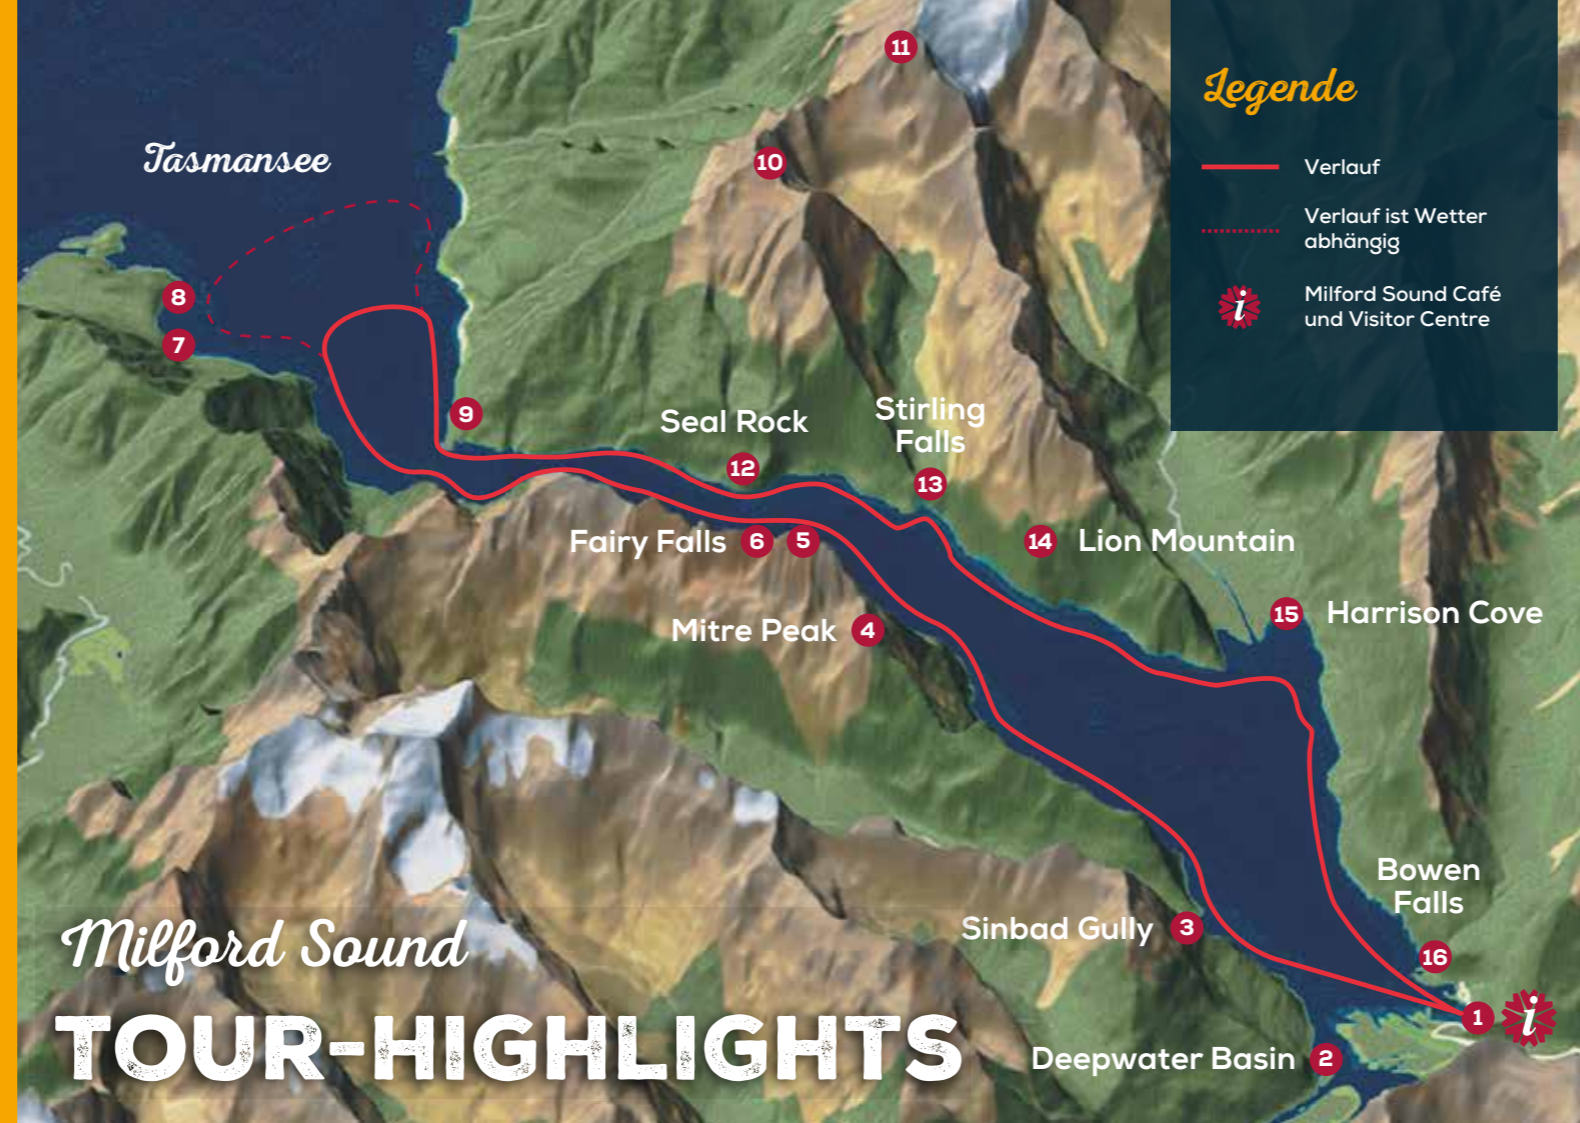 Legende
Verlauf
Verlauf ist Wetter
abhängig
i
Milford Sound Café
und Visitor Centre
Tasmansee
11
10
8
7
9
Seal Rock
12
Stirling
Falls
13
Fairy Falls
6
5
14
Lion Mountain
Mitre Peak
4
15
Harrison Cove
Bowen
Falls
16
Sinbad Gully
3
1
i
Deepwater Basin
2
Milford Sound
TOUR-HIGHLIGHTS